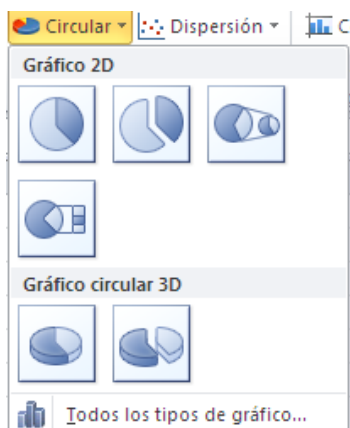 Circular Dispersión C
Gráfico 2D
Gráfico circular 3D
Todos los tipos de gráfico...